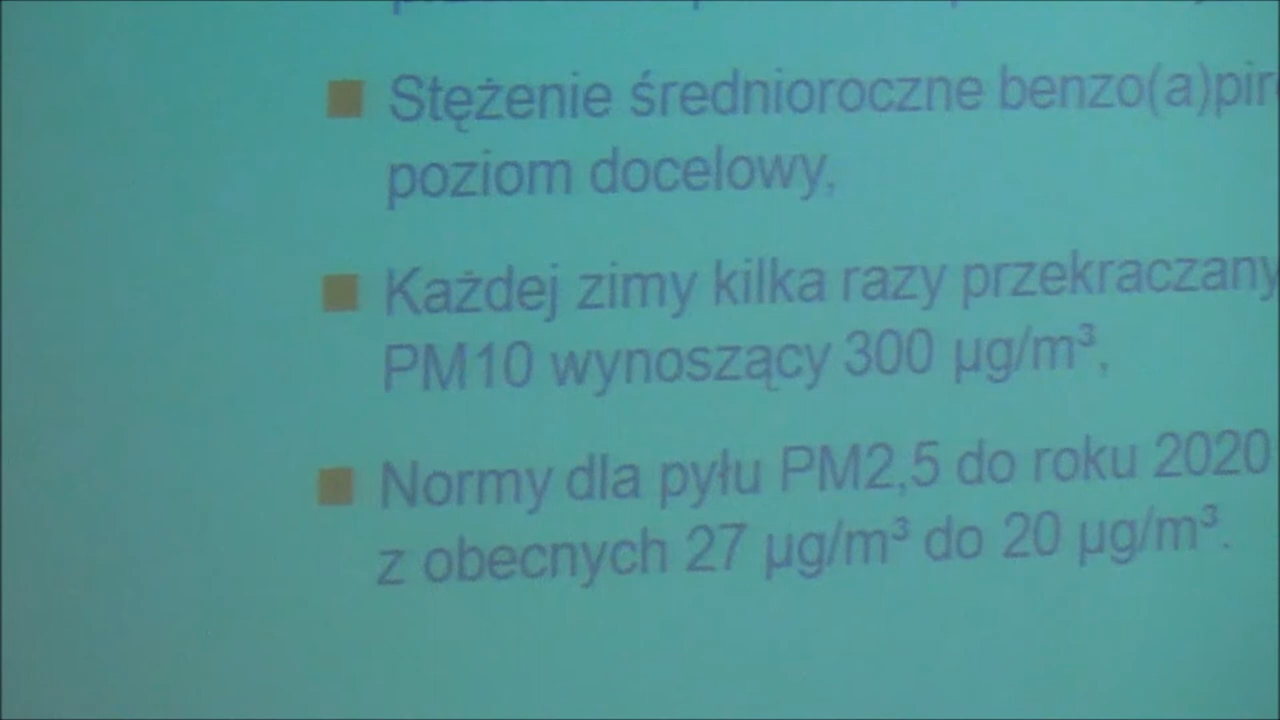 Stężenie średnioroczne benzo(a)pir
poziom docelowy,
Każdej zimy kilka razy przekraczany
PM10 wynoszący 300 µg/m³,
Normy dla pyłu PM2,5 do roku 2020
z obecnych 27 µg/m³ do 20 µg/m³.